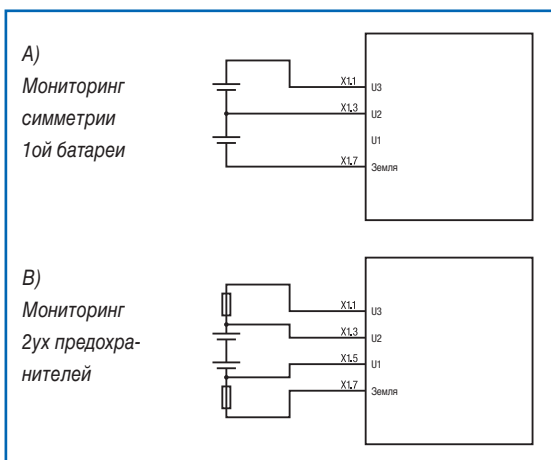 А)
Мониторинг
симметрии
1ой батареи
X1.1 U3
X1.3 U2
U1
X1.7 Земля
В)
Мониторинг
2ух предохра-
нителей
X1.1 U3
X1.3 U2
X1.5 U1
X1.7 Земля